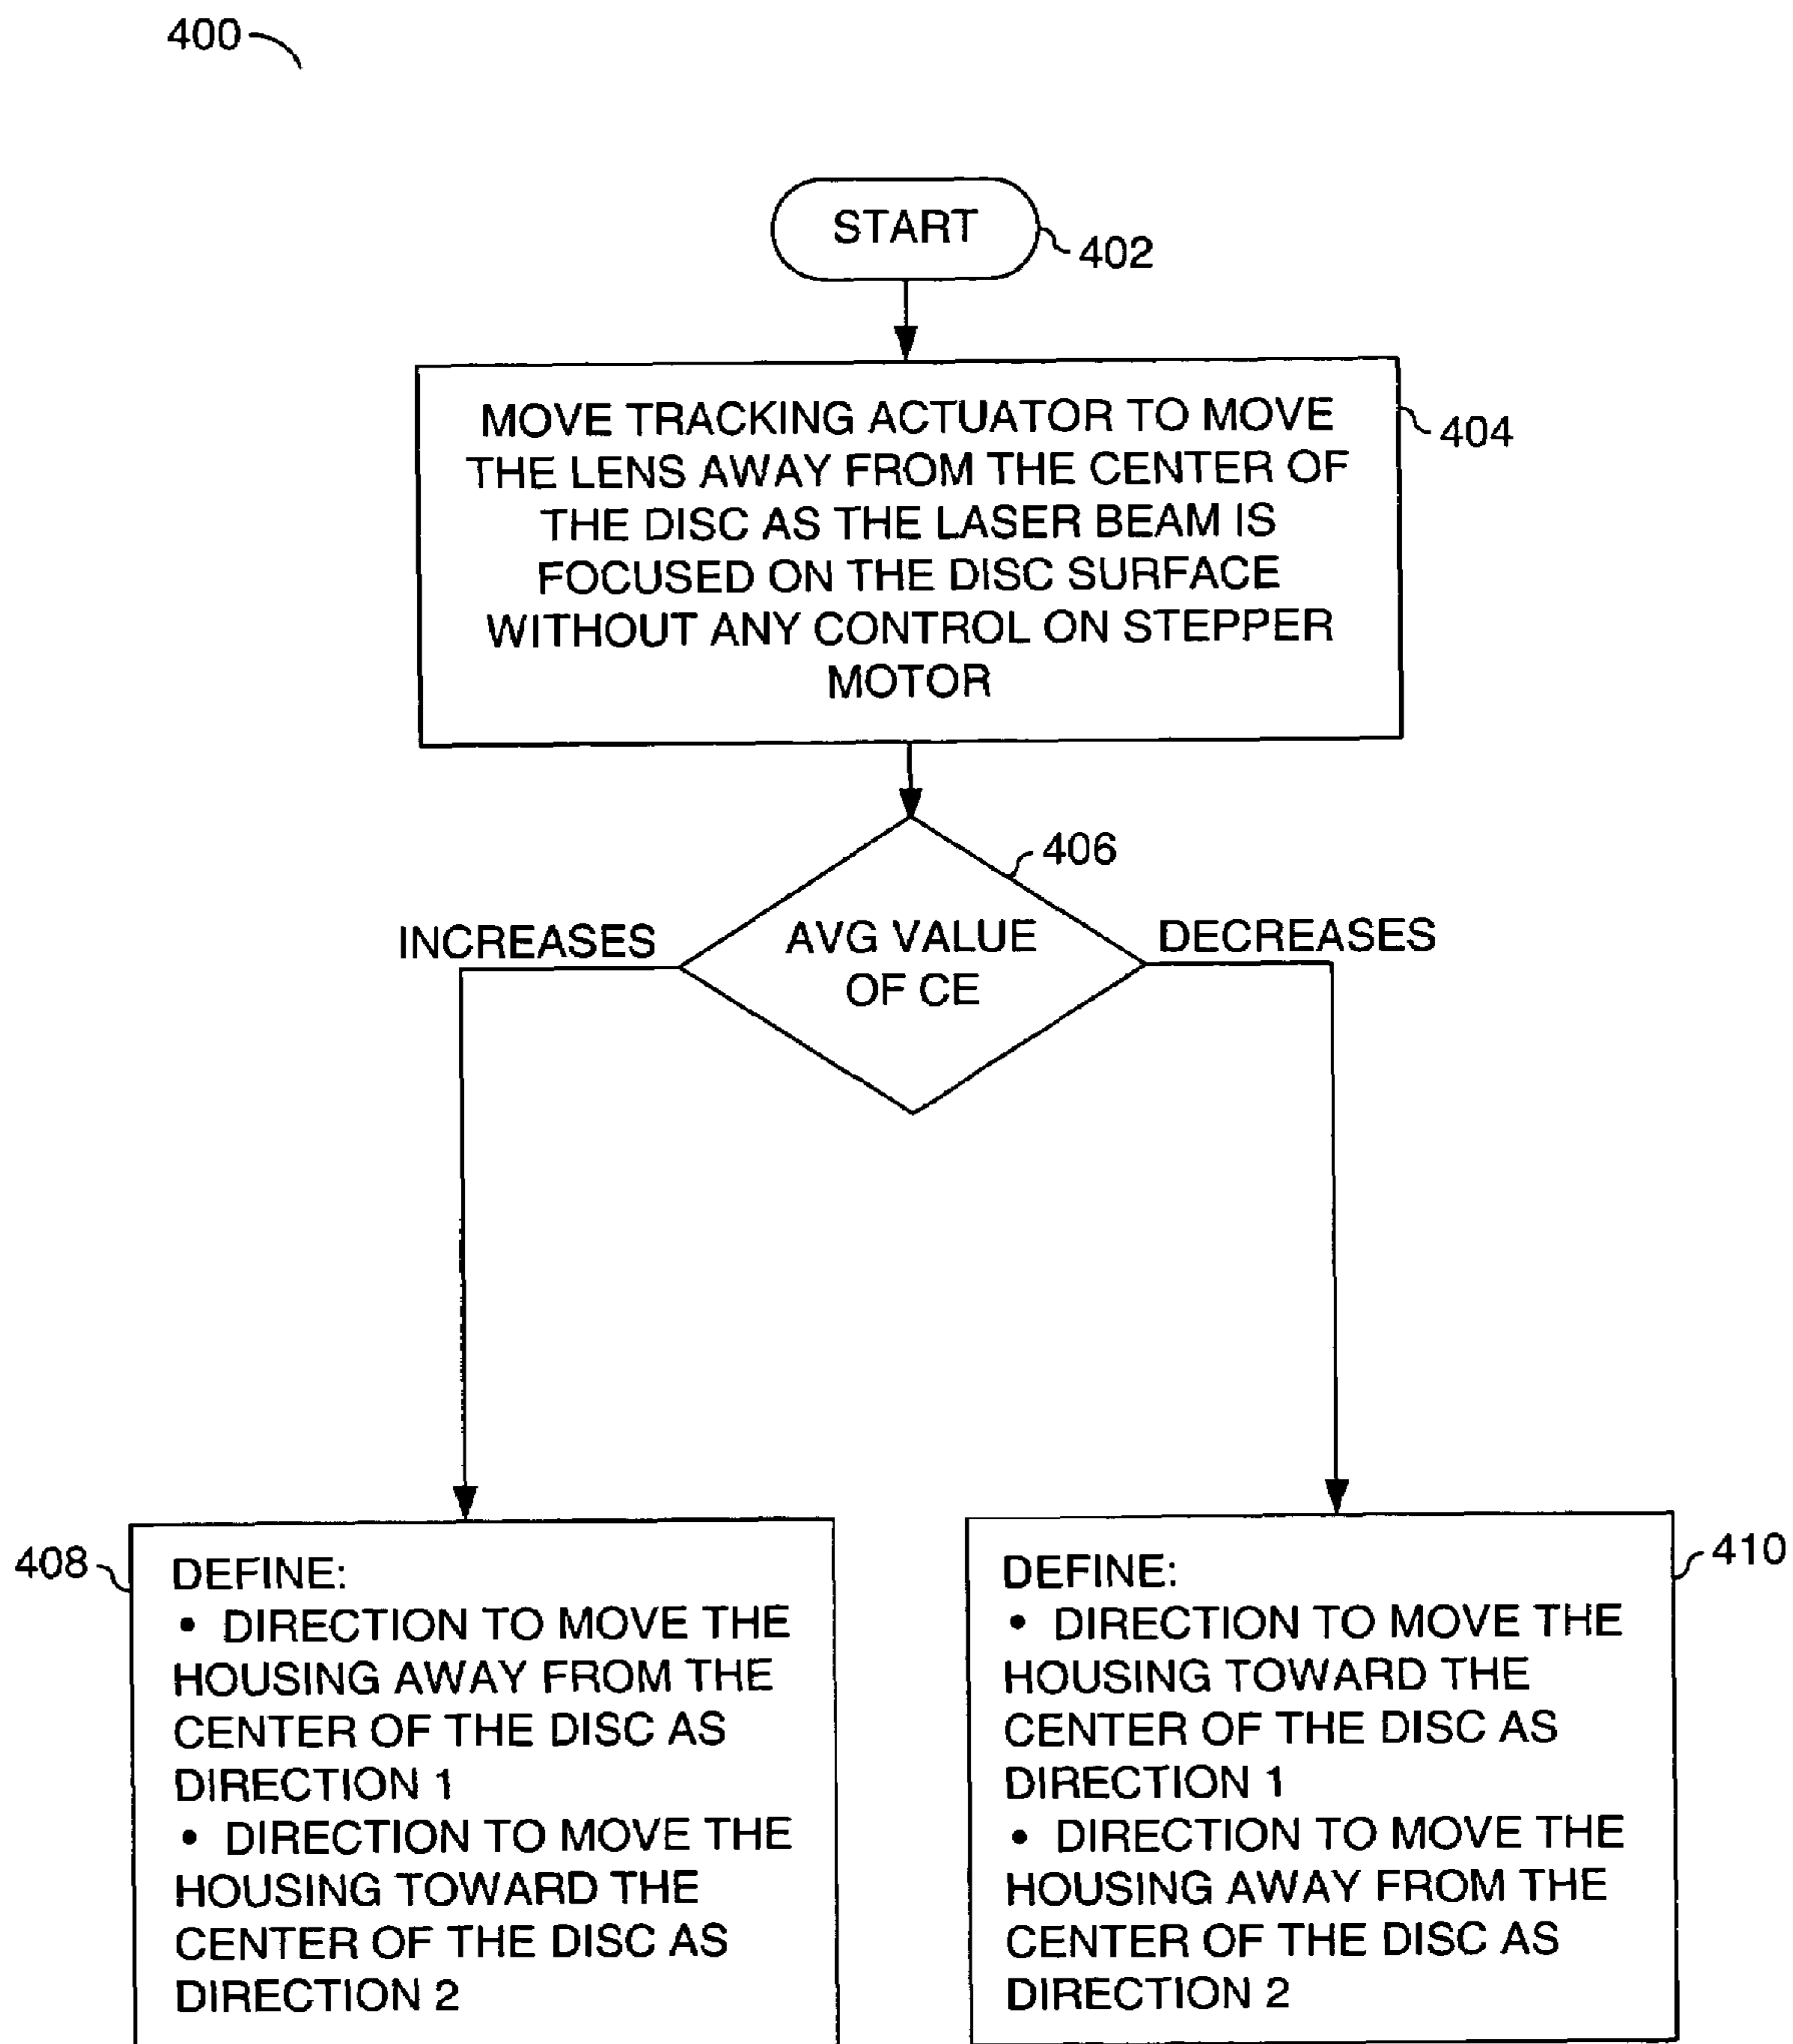 400
START
402
MOVE TRACKING ACTUATOR TO MOVE
THE LENS AWAY FROM THE CENTER OF
THE DISC AS THE LASER BEAM IS
FOCUSED ON THE DISC SURFACE
WITHOUT ANY CONTROL ON STEPPER
MOTOR
404
406
INCREASES
AVG VALUE
OF CE
DECREASES
408
DEFINE:
• DIRECTION TO MOVE THE
HOUSING AWAY FROM THE
CENTER OF THE DISC AS
DIRECTION 1
• DIRECTION TO MOVE THE
HOUSING TOWARD THE
CENTER OF THE DISC AS
DIRECTION 2
410
DEFINE:
• DIRECTION TO MOVE THE
HOUSING TOWARD THE
CENTER OF THE DISC AS
DIRECTION 1
• DIRECTION TO MOVE THE
HOUSING AWAY FROM THE
CENTER OF THE DISC AS
DIRECTION 2